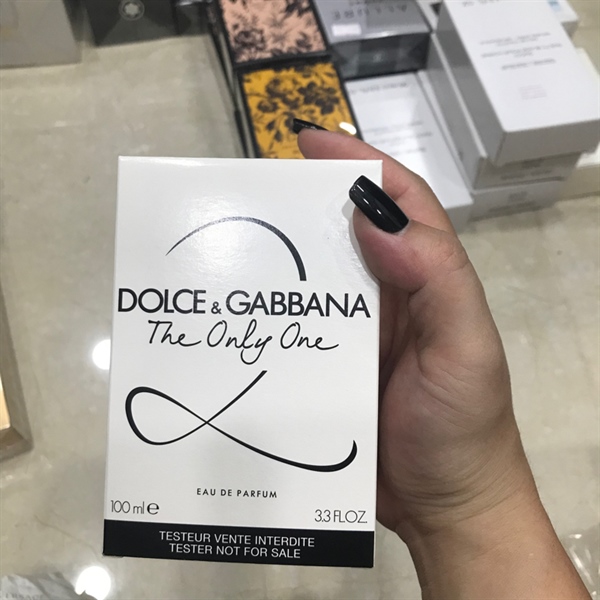 ALLURE
DOLCE & GABBANA
The Only One
EAU DE PARFUM
100 ml e
3.3 FL.OZ.
TESTEUR VENTE INTERDITE
TESTER NOT FOR SALE